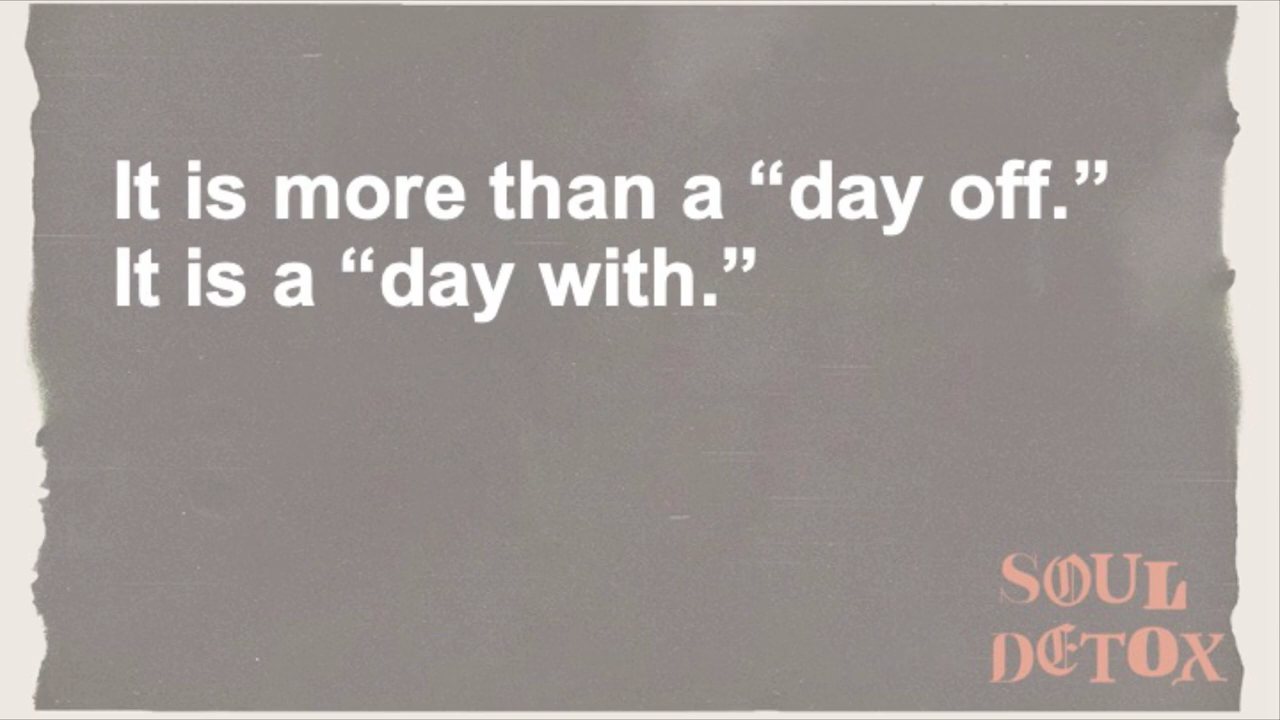 It is more than a “day off.”
It is a “day with.”
SOUL
DETOX